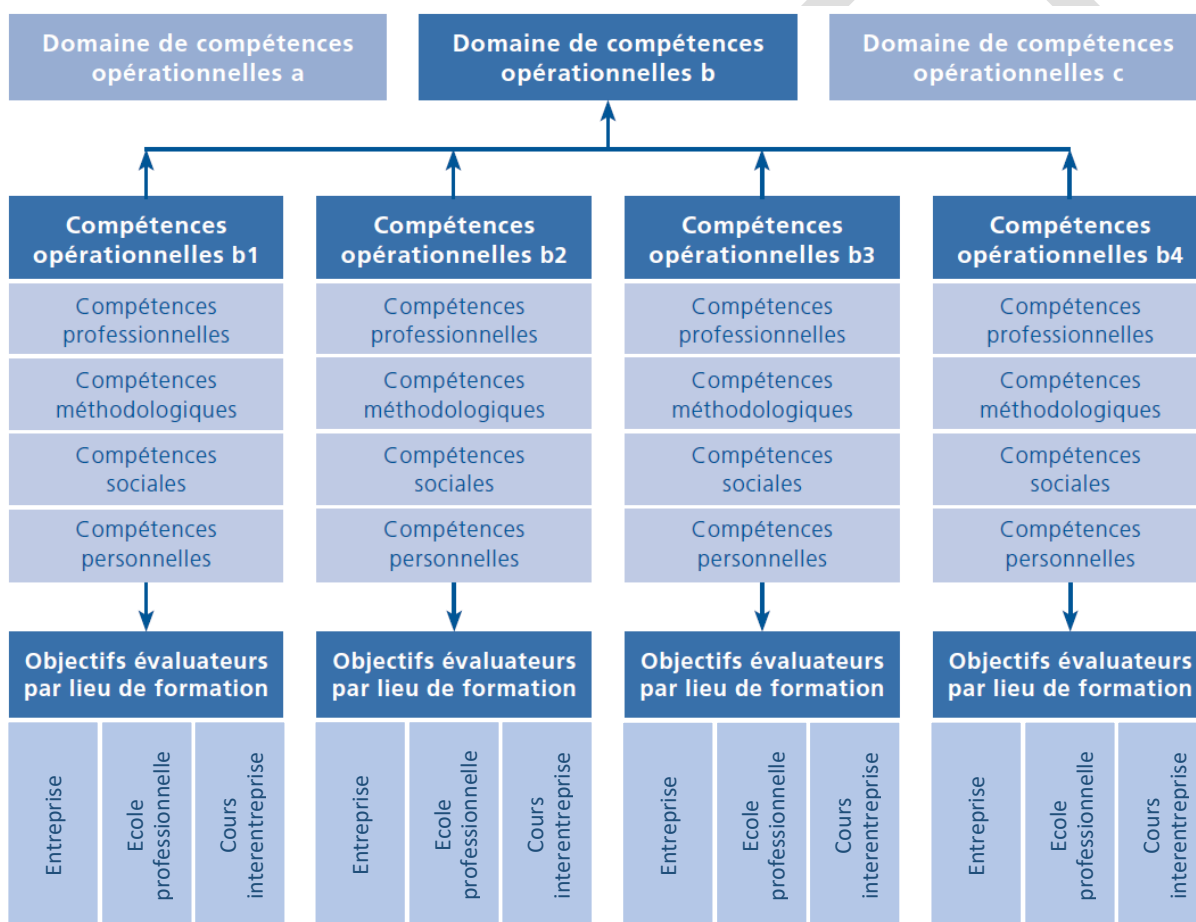 Domaine de compétences
opérationnelles a
Domaine de compétences
opérationnelles b
Domaine de compétences
opérationnelles c
Compétences
opérationnelles b1
Compétences
opérationnelles b2
Compétences
opérationnelles b3
Compétences
opérationnelles b4
Compétences
professionnelles
Compétences
professionnelles
Compétences
professionnelles
Compétences
professionnelles
Compétences
méthodologiques
Compétences
méthodologiques
Compétences
méthodologiques
Compétences
méthodologiques
Compétences
sociales
Compétences
sociales
Compétences
sociales
Compétences
sociales
Compétences
personnelles
Compétences
personnelles
Compétences
personnelles
Compétences
personnelles
Objectifs évaluateurs
par lieu de formation
Objectifs évaluateurs
par lieu de formation
Objectifs évaluateurs
par lieu de formation
Objectifs évaluateurs
par lieu de formation
Entreprise
Ecole
professionnelle
Cours
interentreprise
Entreprise
Ecole
professionnelle
Cours
interentreprise
Entreprise
Ecole
professionnelle
Cours
interentreprise
Entreprise
Ecole
professionnelle
Cours
interentreprise